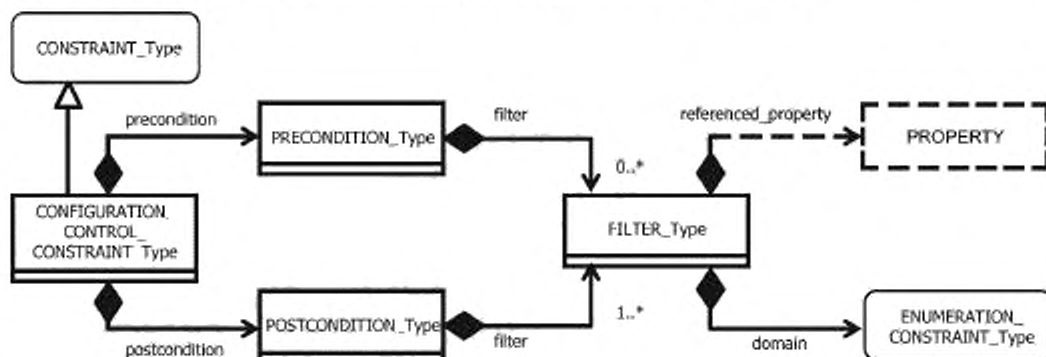 CONSTRAINT_Type
precondition
PRECONDITION_Type
filter
referenced_property
PROPERTY
0..*
CONFIGURATION_
CONTROL_
CONSTRAINT_Type
FILTER_Type
POSTCONDITION_Type
1..*
ENUMERATION_
CONSTRAINT_Type
postcondition
filter
domain